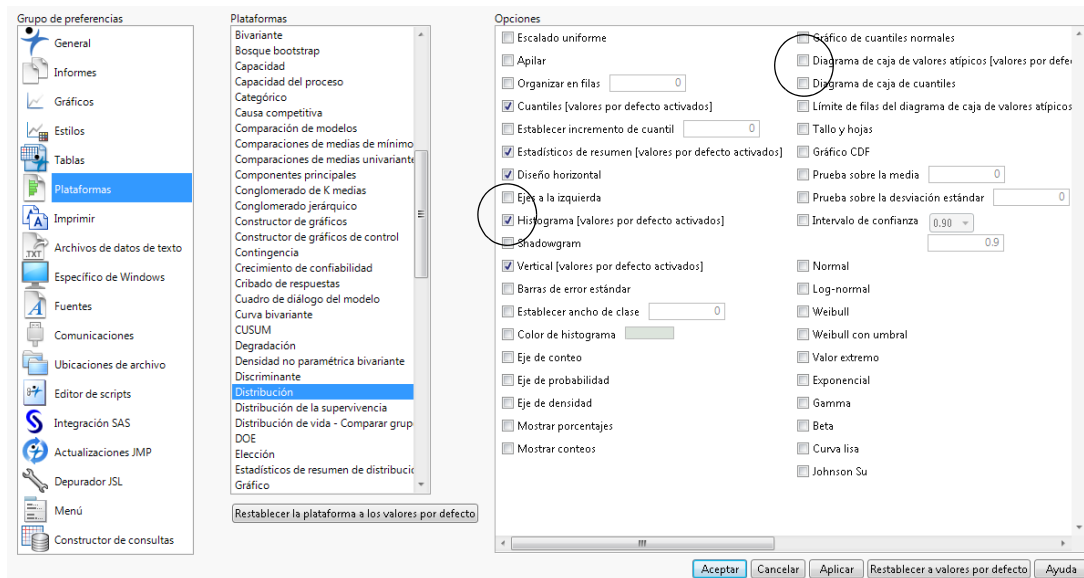 Grupo de preferencias
General
Informes
Gráficos
Estilos
Tablas
Plataformas
Imprimir
Archivos de datos de texto
Específico de Windows
Fuentes
Comunicaciones
Ubicaciones de archivo
Editor de scripts
Integración SAS
Actualizaciones JMP
Depurador JSL
Menú
Constructor de consultas
Plataformas
Bivariante
Bosque bootstrap
Capacidad
Capacidad del proceso
Categórico
Causa competitiva
Comparación de modelos
Comparaciones de medias de mínimo
Comparaciones de medias univariante
Componentes principales
Conglomerado de K medias
Conglomerado jerárquico
Constructor de gráficos
Constructor de gráficos de control
Contingencia
Crecimiento de confiabilidad
Cribado de respuestas
Cuadro de diálogo del modelo
Curva bivariante
CUSUM
Degradación
Densidad no paramétrica bivariante
Discriminante
Distribución
Distribución de la supervivencia
Distribución de vida - Comparar grup
DOE
Elección
Estadísticos de resumen de distribució
Gráfico
Restablecer la plataforma a los valores por defecto
Opciones
Escalado uniforme
Apilar
Organizar en filas 0
Cuantiles [valores por defecto activados]
Establecer incremento de cuantil 0
Estadísticos de resumen [valores por defecto activados]
Diseño horizontal
Ejes a la izquierda
Histograma [valores por defecto activados]
Shadowgram
Vertical [valores por defecto activados]
Barras de error estándar
Establecer ancho de clase 0
Color de histograma
Eje de conteo
Eje de probabilidad
Eje de densidad
Mostrar porcentajes
Mostrar conteos
Gráfico de cuantiles normales
Diagrama de caja de valores atípicos [valores por defe
Diagrama de caja de cuantiles
Límite de filas del diagrama de caja de valores atípicos
Tallo y hojas
Gráfico CDF
Prueba sobre la media 0
Prueba sobre la desviación estándar 0
Intervalo de confianza 0.90
0.9
Normal
Log-normal
Weibull
Weibull con umbral
Valor extremo
Exponencial
Gamma
Beta
Curva lisa
Johnson Su
Aceptar Cancelar Aplicar Restablecer a valores por defecto Ayuda